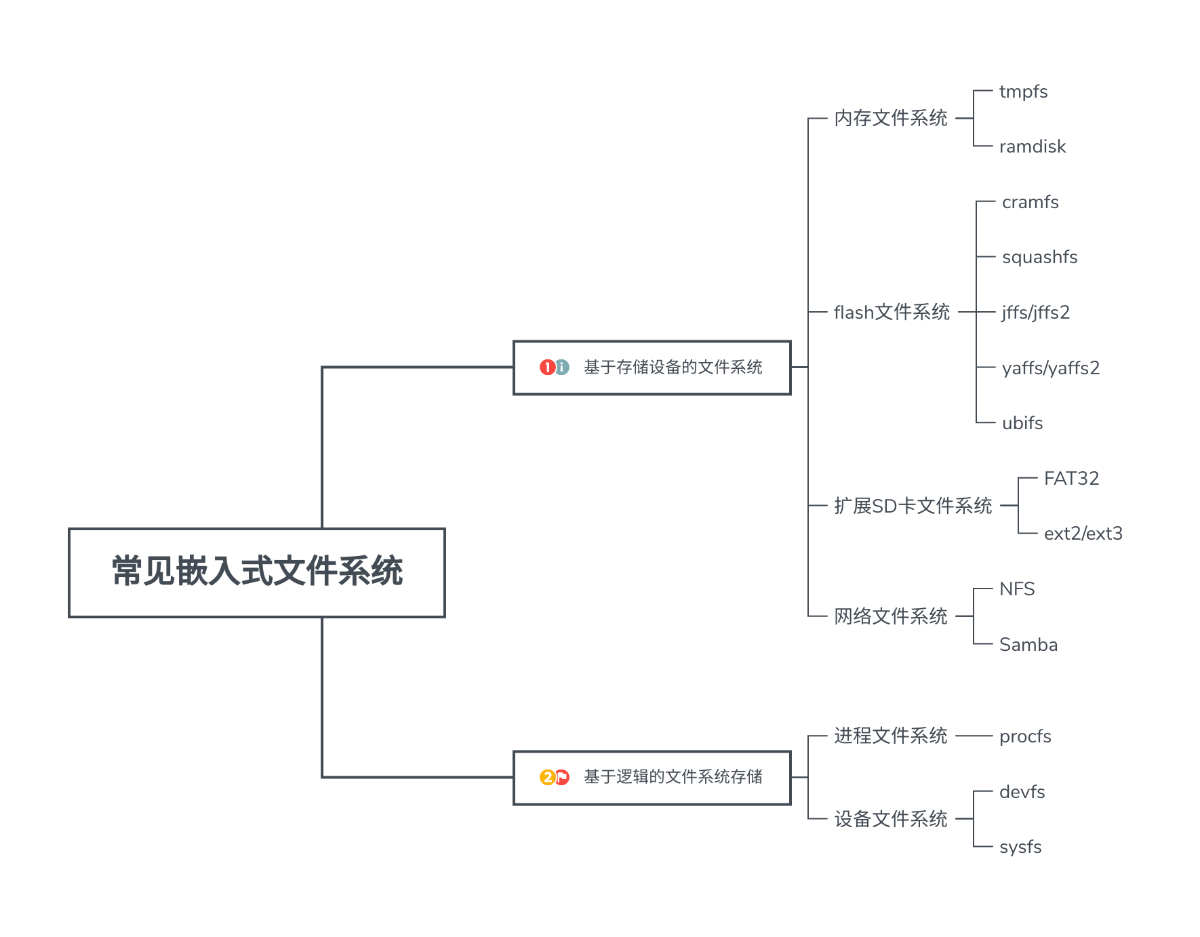 常见嵌入式文件系统
1 i 基于存储设备的文件系统
内存文件系统
tmpfs
ramdisk
flash文件系统
cramfs
squashfs
jffs/jffs2
yaffs/yaffs2
ubifs
扩展SD卡文件系统
FAT32
ext2/ext3
网络文件系统
NFS
Samba
2 基于逻辑的文件系统存储
进程文件系统
procfs
设备文件系统
devfs
sysfs